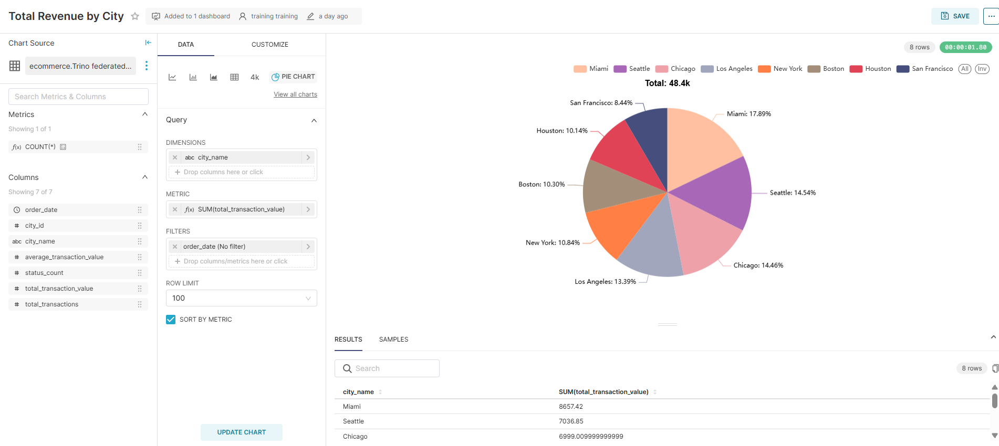 Total Revenue by City
Added to 1 dashboard
training training
a day ago
SAVE
Chart Source
ecommerce.Trino federated...
Search Metrics & Columns
Metrics
Showing 1 of 1
f(x) COUNT(*)
Columns
Showing 7 of 7
order_date
# city_id
abc city_name
# average_transaction_value
# status_count
# total_transaction_value
# total_transactions
DATA
CUSTOMIZE
4k
PIE CHART
View all charts
Query
DIMENSIONS
abc city_name
+ Drop columns here or click
METRIC
f(x) SUM(total_transaction_value)
FILTERS
order_date (No filter)
+ Drop columns/metrics here or click
ROW LIMIT
100
SORT BY METRIC
UPDATE CHART
8 rows
00:00:01.80
Miami Seattle Chicago Los Angeles New York Boston Houston San Francisco All Inv
Total: 48.4k
San Francisco: 8.44%
Miami: 17.89%
Houston: 10.14%
Boston: 10.30%
Seattle: 14.54%
New York: 10.84%
Chicago: 14.46%
Los Angeles: 13.39%
RESULTS
SAMPLES
Search
8 rows
city_name SUM(total_transaction_value)
Miami 8657.42
Seattle 7036.85
Chicago 6999.009999999999